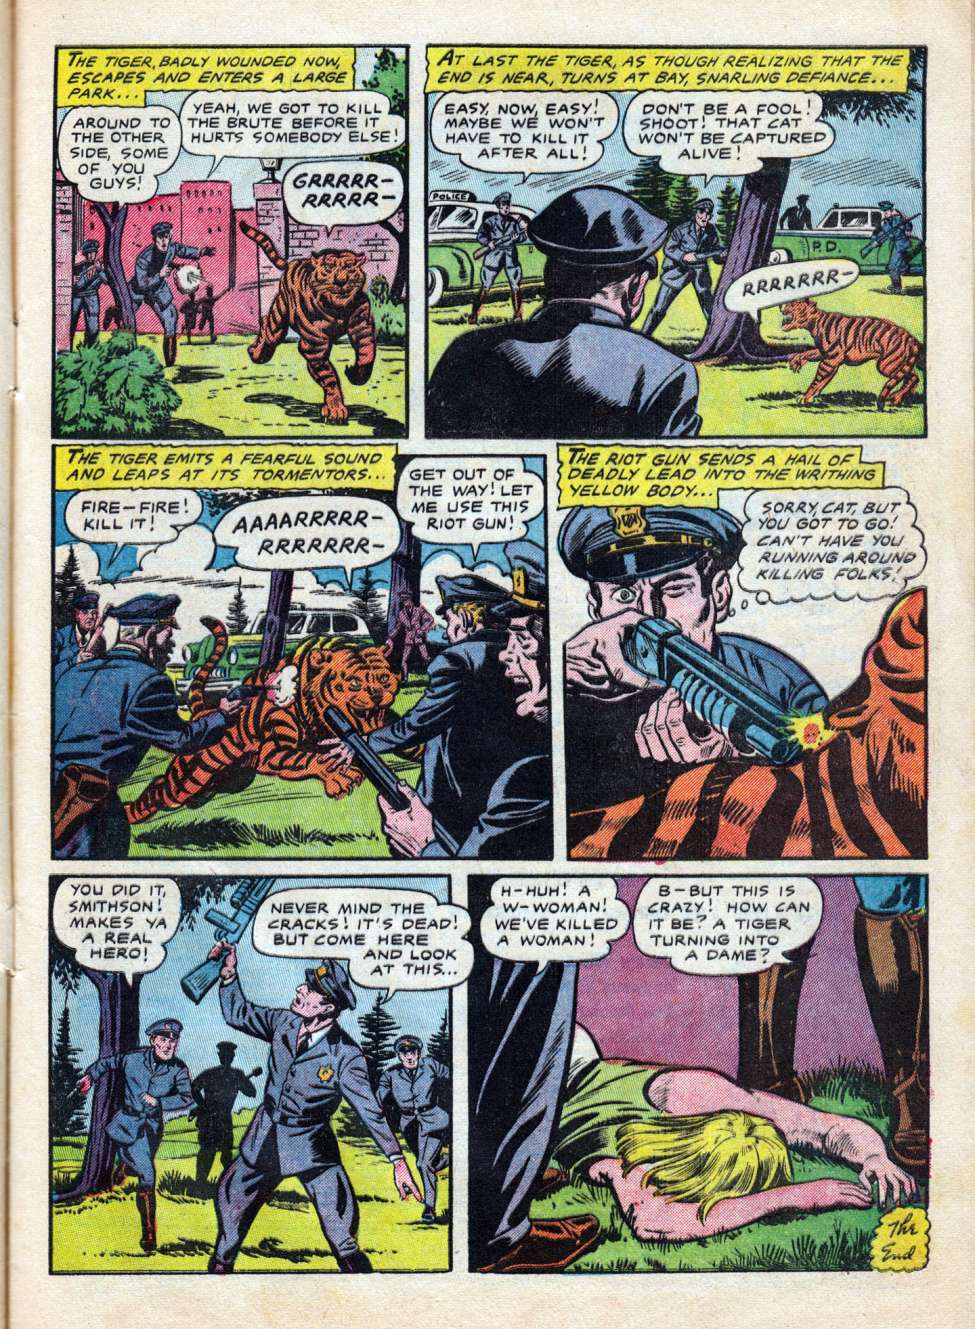 THE TIGER, BADLY WOUNDED NOW,
ESCAPES AND ENTERS A LARGE
PARK...
AROUND TO
THE OTHER
SIDE, SOME
OF YOU
GUYS!
YEAH, WE GOT TO KILL
THE BRUTE BEFORE IT
HURTS SOMEBODY ELSE!
GRRRRR-
RRRRR-
AT LAST THE TIGER, AS THOUGH REALIZING THAT THE
END IS NEAR, TURNS AT BAY, SNARLING DEFIANCE...
EASY, NOW, EASY!
MAYBE WE WON'T
HAVE TO KILL IT
AFTER ALL!
DON'T BE A FOOL!
SHOOT! THAT CAT
WON'T BE CAPTURED
ALIVE!
POLICE
P.D.
RRRRRRR-
THE TIGER EMITS A FEARFUL SOUND
AND LEAPS AT ITS TORMENTORS...
FIRE-FIRE!
KILL IT!
AAAARRRRR-
RRRRRRR-
GET OUT OF
THE WAY! LET
ME USE THIS
RIOT GUN!
THE RIOT GUN SENDS A HAIL OF
DEADLY LEAD INTO THE WRITHING
YELLOW BODY...
SORRY, CAT, BUT
YOU GOT TO GO!
CAN'T HAVE YOU
RUNNING AROUND
KILLING FOLKS!
YOU DID IT,
SMITHSON!
MAKES YA
A REAL
HERO!
NEVER MIND THE
CRACKS! IT'S DEAD!
BUT COME HERE
AND LOOK
AT THIS...
H-HUH! A
W-WOMAN!
WE'VE KILLED
A WOMAN!
B-BUT THIS IS
CRAZY! HOW CAN
IT BE? A TIGER
TURNING INTO
A DAME?
The
End